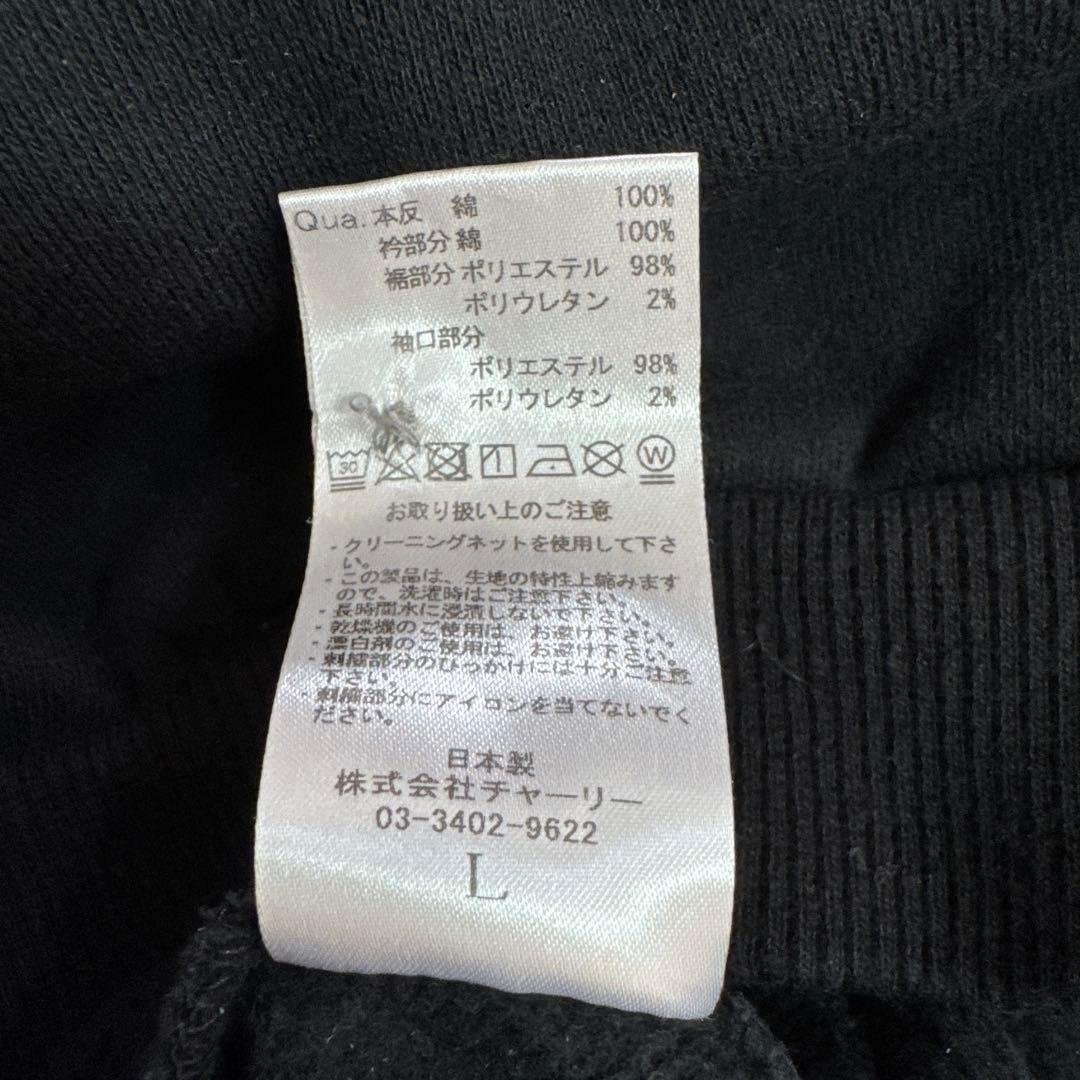 Qua.本反 綿 100%
衿部分 綿 100%
裾部分 ポリエステル 98%
ポリウレタン 2%
袖口部分
ポリエステル 98%
ポリウレタン 2%
30 W
お取り扱い上のご注意
・クリーニングネットを使用して下さ
い。
・この製品は、生地の特性上縮みます
ので、洗濯時はご注意下さい。
・長時間水に浸漬しないで下さい。
・乾燥機のご使用は、お避け下さい。
・漂白剤のご使用は、お避け下さい。
・刺繍部分のひっかけには十分ご注意
下さい。
・刺繍部分にアイロンを当てないでく
ださい。
日本製
株式会社チャーリー
03-3402-9622
L